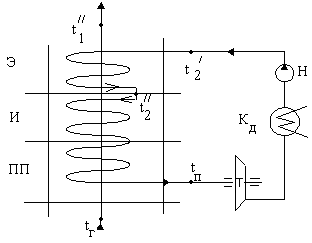 t₁″
Э
t₂′
Н
И
t₂″
К_д
ПП
t_п
Т
t_г